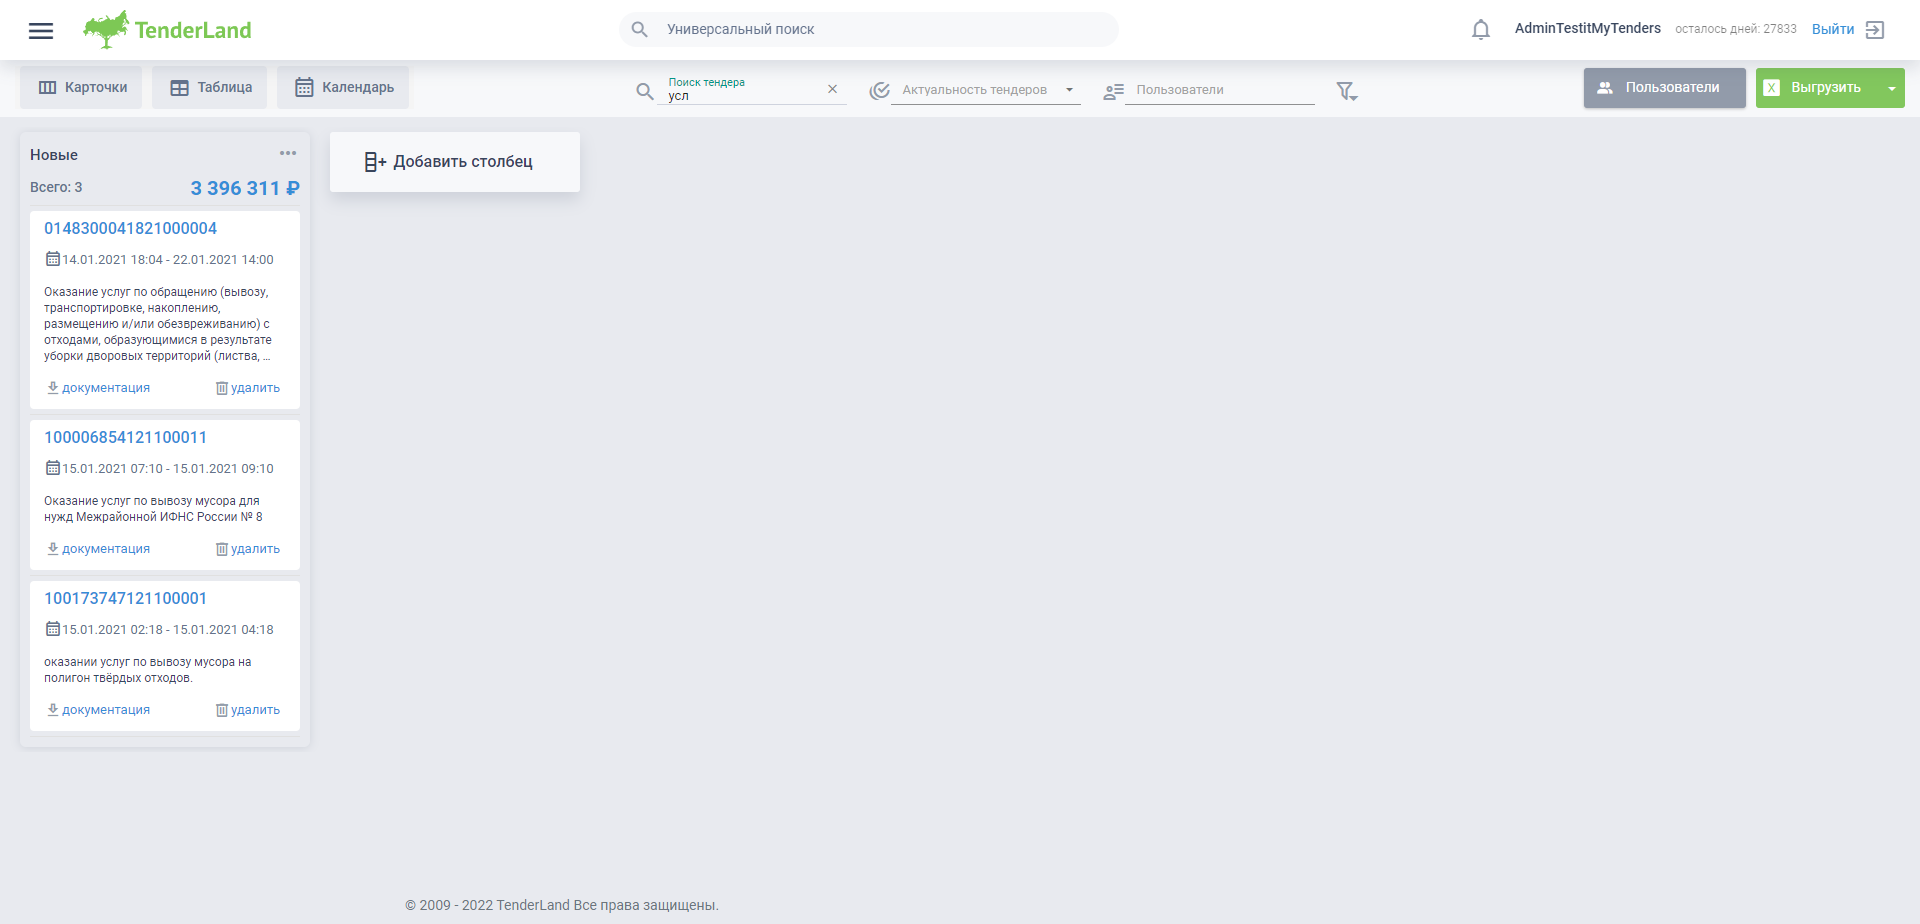 TenderLand
Универсальный поиск
AdminTestitMyTenders
осталось дней: 27833
Выйти
Карточки
Таблица
Календарь
Поиск тендера
усл
Актуальность тендеров
Пользователи
Пользователи
X Выгрузить
Новые
Всего: 3
3 396 311 ₽
Добавить столбец
0148300041821000004
14.01.2021 18:04 - 22.01.2021 14:00
Оказание услуг по обращению (вывозу,
транспортировке, накоплению,
размещению и/или обезвреживанию) с
отходами, образующимися в результате
уборки дворовых территорий (листва, ...
документация
удалить
100006854121100011
15.01.2021 07:10 - 15.01.2021 09:10
Оказание услуг по вывозу мусора для
нужд Межрайонной ИФНС России № 8
документация
удалить
100173747121100001
15.01.2021 02:18 - 15.01.2021 04:18
оказании услуг по вывозу мусора на
полигон твёрдых отходов.
документация
удалить
© 2009 - 2022 TenderLand Все права защищены.